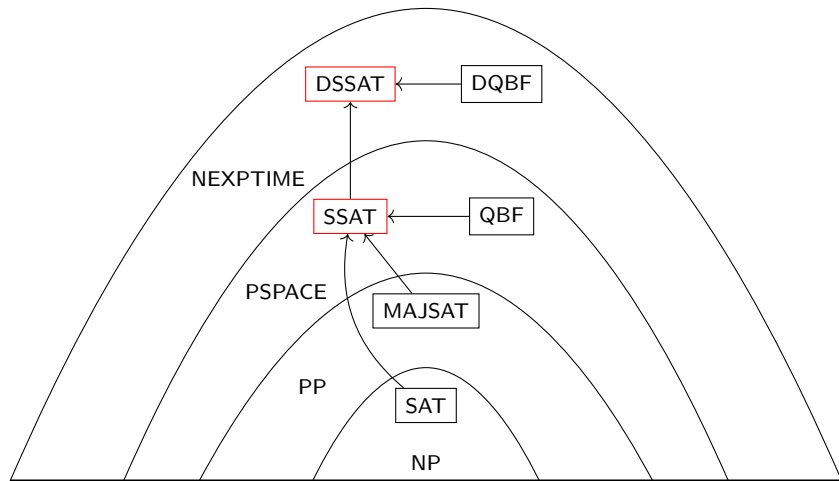 DSSAT
DQBF
NEXPTIME
SSAT
QBF
PSPACE
MAJSAT
PP
SAT
NP